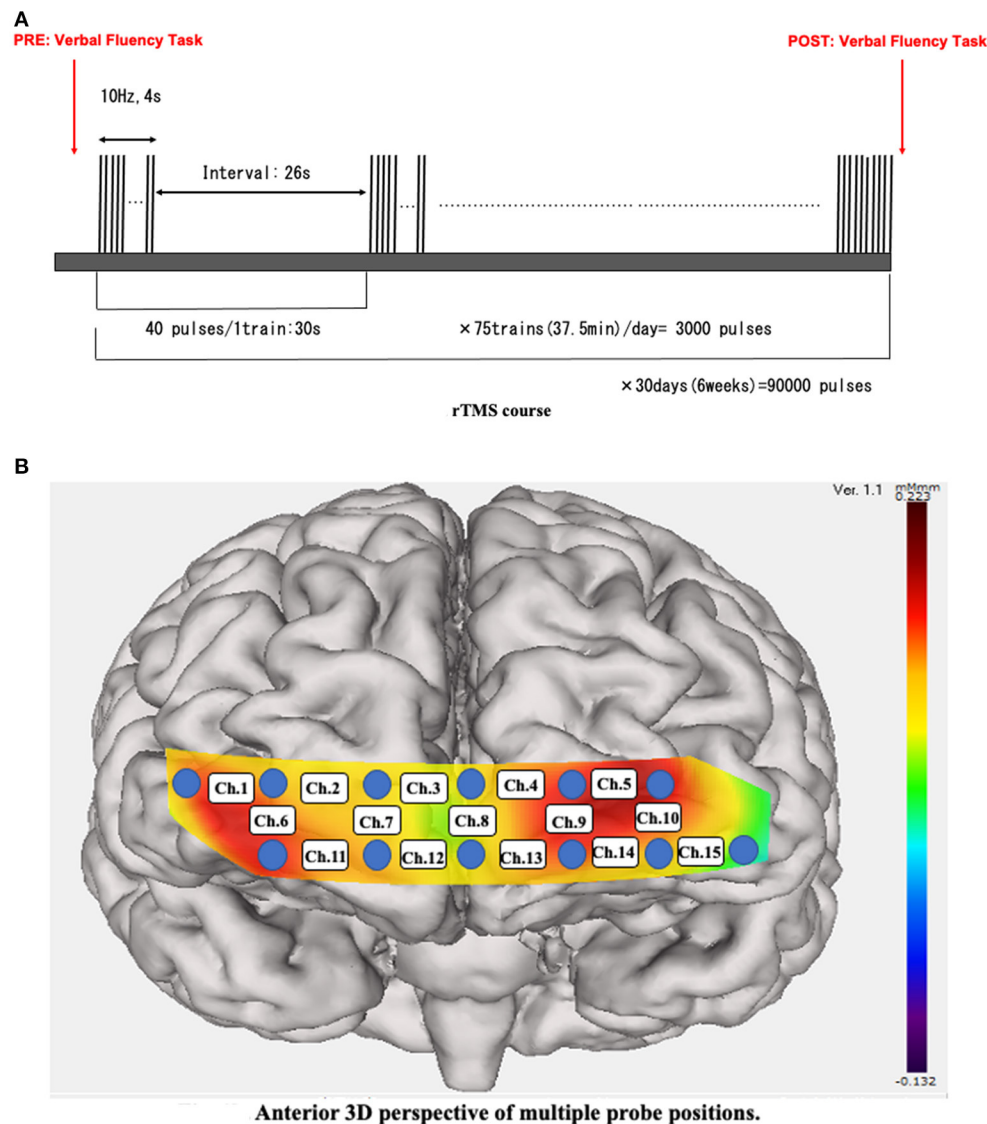 A
PRE: Verbal Fluency Task
POST: Verbal Fluency Task
10Hz, 4s
Interval: 26s
40 pulses/1train:30s
×75trains(37.5min)/day= 3000 pulses
×30days(6weeks)=90000 pulses
rTMS course
B
Ver. 1.1
mMmm
0.223
Ch.1
Ch.2
Ch.3
Ch.4
Ch.5
Ch.6
Ch.7
Ch.8
Ch.9
Ch.10
Ch.11
Ch.12
Ch.13
Ch.14
Ch.15
-0.132
Anterior 3D perspective of multiple probe positions.